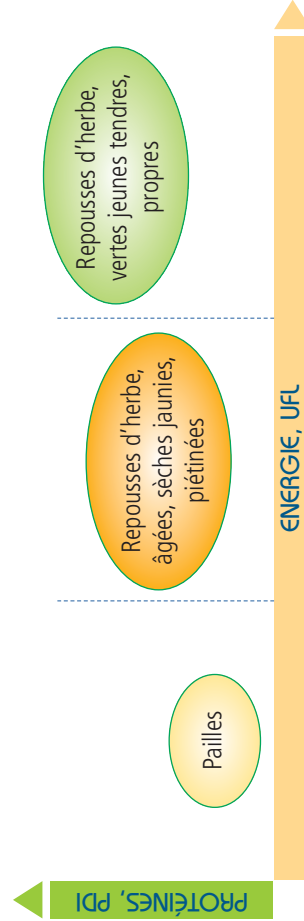 PROTÉINES, PDI
Pailles
Repousses d'herbe,
âgées, sèches jaunies,
piétinées
Repousses d'herbe,
vertes jeunes tendres,
propres
ENERGIE, UFL